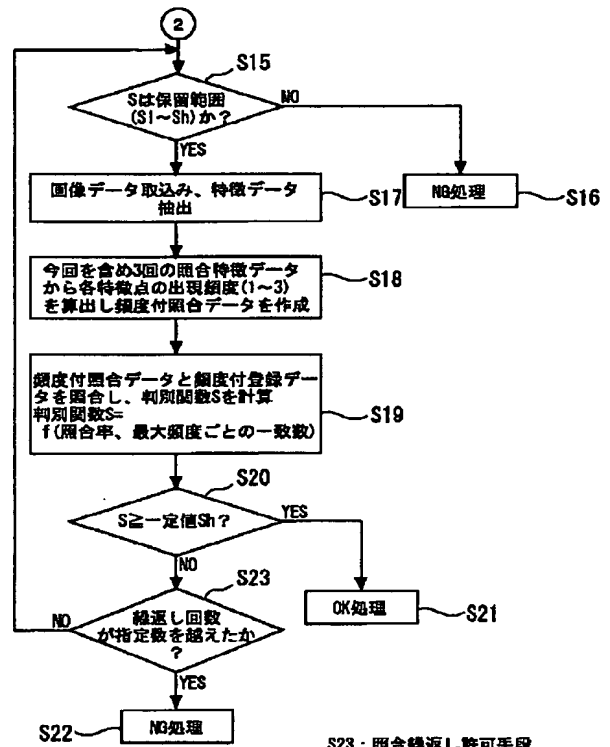 2
S15
Sは保留範囲
(Sl~Sh)か?
NO
YES
画像データ取込み、特徴データ
抽出
S17
NG処理
S16
今回を含め3回の照合特徴データ
から各特徴点の出現頻度(1~3)
を算出し頻度付照合データを作成
S18
頻度付照合データと頻度付登録デー
タを照合し、判別関数Sを計算
判別関数S=
f(照合率、最大頻度ごとの一致数)
S19
S20
S≧一定値Sh?
YES
NO
S23
OK処理
S21
NO
繰返し回数
が指定数を越えたか
?
YES
S22
NG処理
S23:照合繰返し許可手段